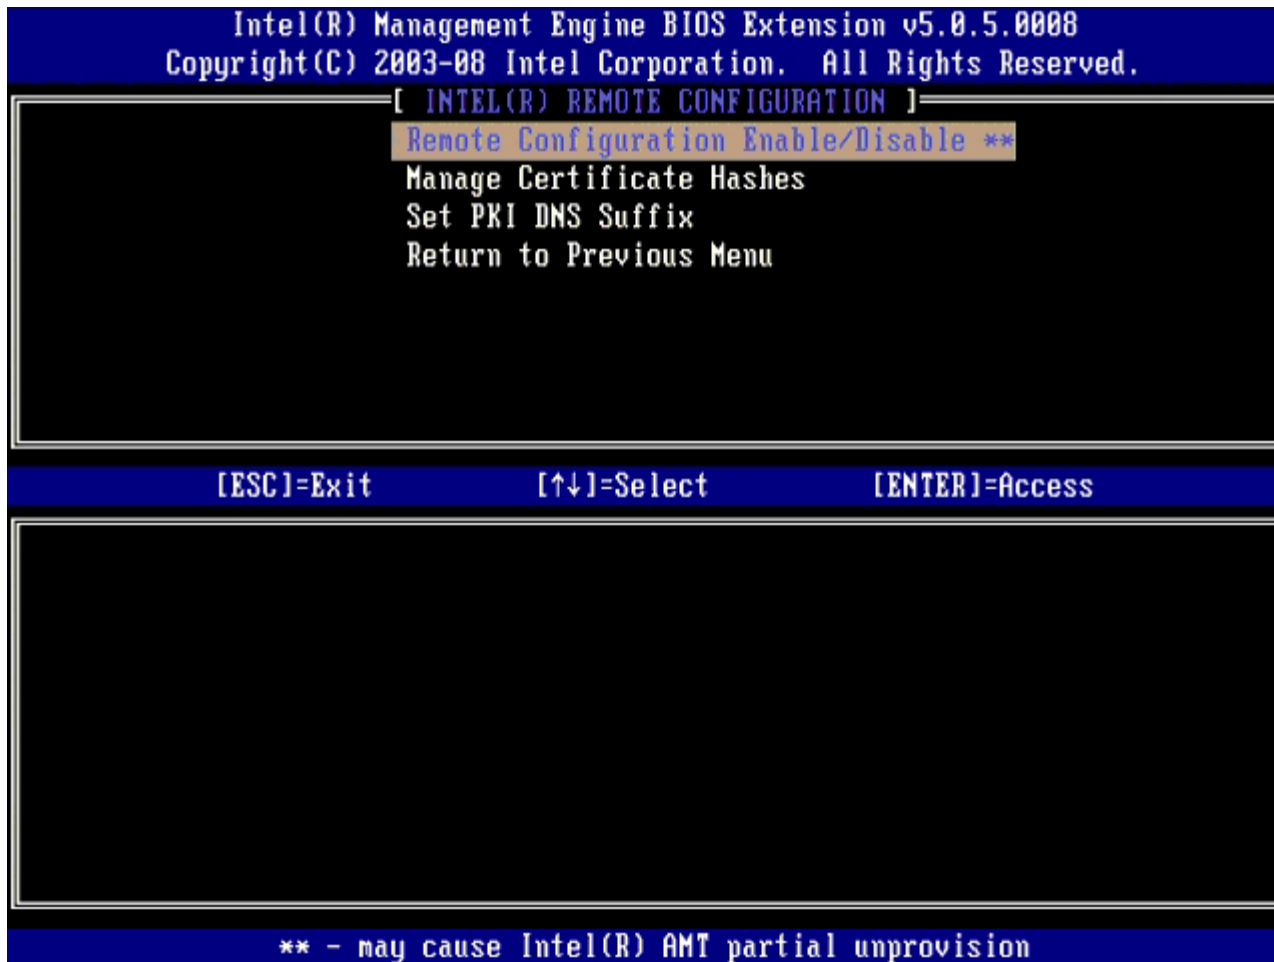 Intel(R) Management Engine BIOS Extension v5.0.5.0008
Copyright(C) 2003-08 Intel Corporation. All Rights Reserved.
[ INTEL(R) REMOTE CONFIGURATION ]
Remote Configuration Enable/Disable **
Manage Certificate Hashes
Set PKI DNS Suffix
Return to Previous Menu
[ESC]=Exit [↑↓]=Select [ENTER]=Access
** - may cause Intel(R) AMT partial unprovision